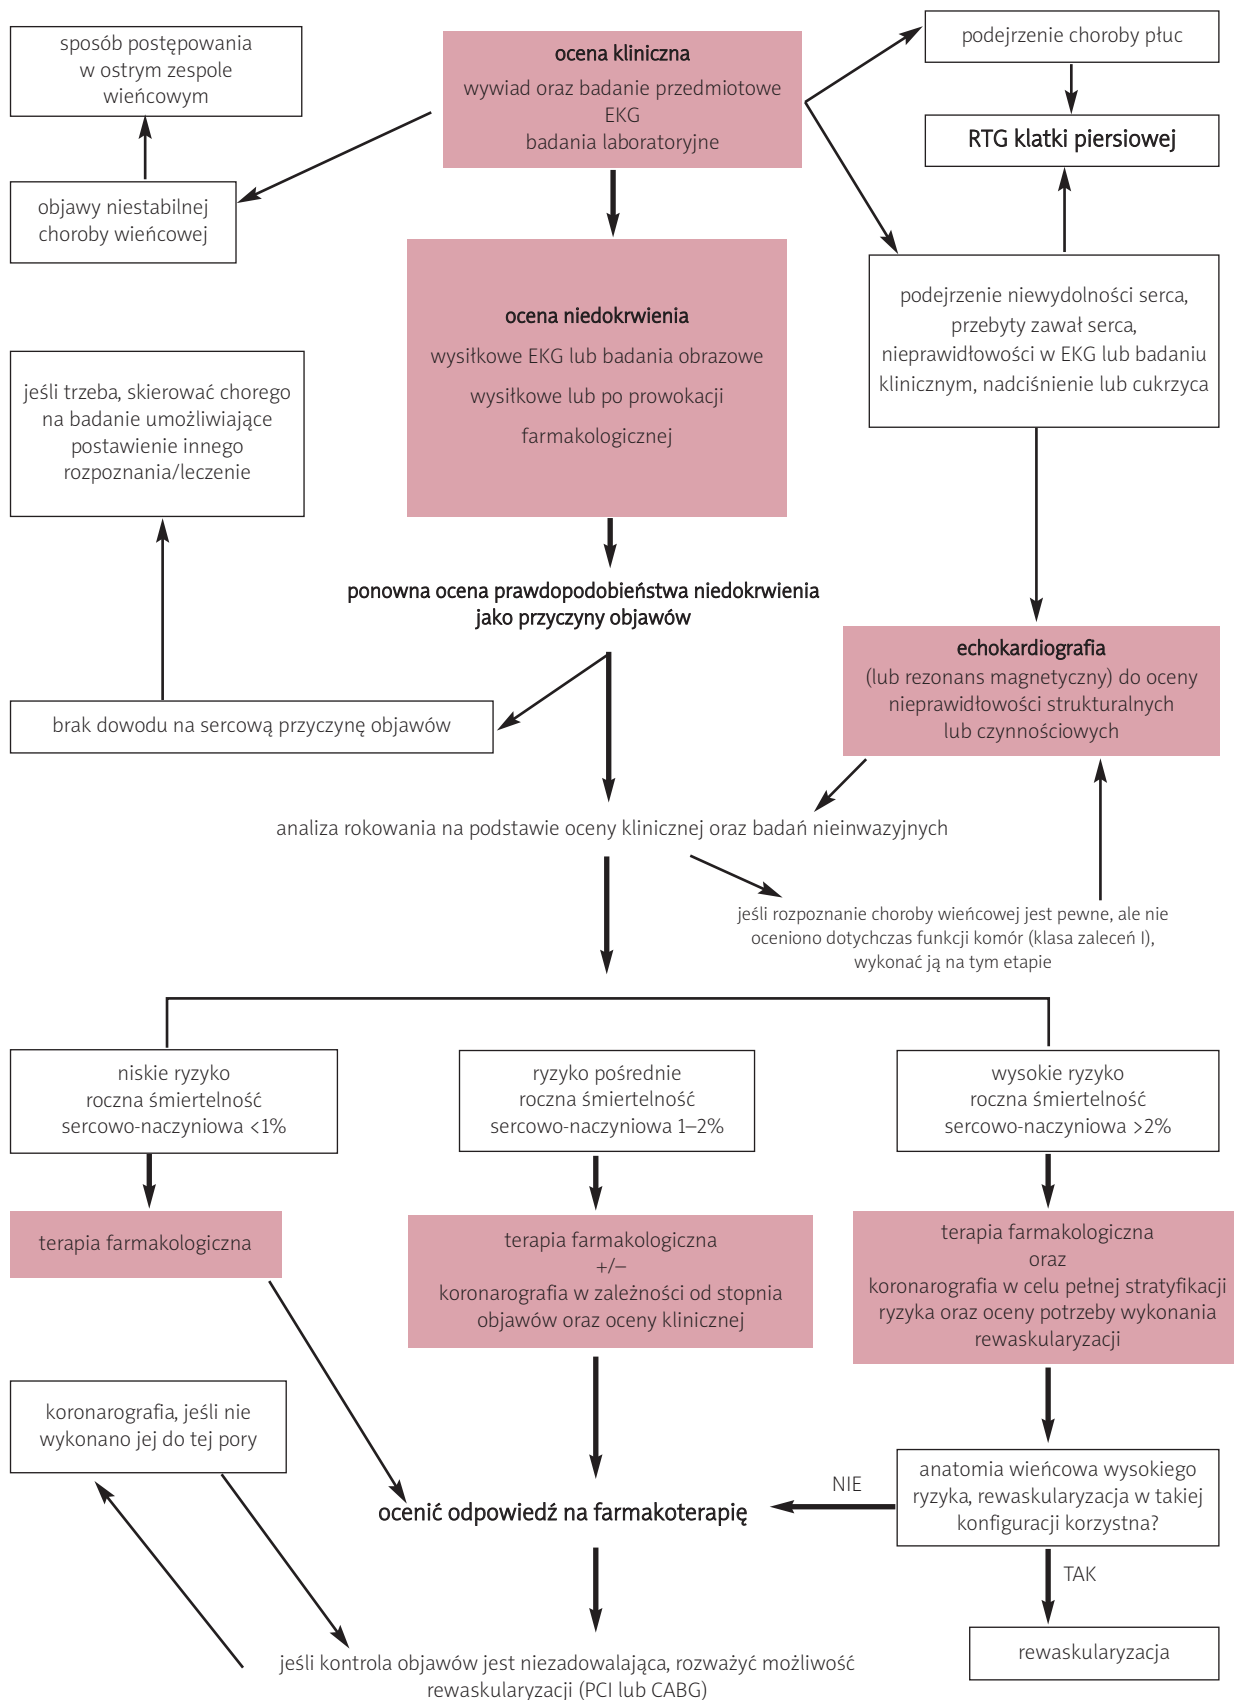 sposób postępowania
w ostrym zespole
wieńcowym
ocena kliniczna
wywiad oraz badanie przedmiotowe
EKG
badania laboratoryjne
podejrzenie choroby płuc
RTG klatki piersiowej
objawy niestabilnej
choroby wieńcowej
ocena niedokrwienia
wysiłkowe EKG lub badania obrazowe
wysiłkowe lub po prowokacji
farmakologicznej
podejrzenie niewydolności serca,
przebyty zawał serca,
nieprawidłowości w EKG lub badaniu
klinicznym, nadciśnienie lub cukrzyca
jeśli trzeba, skierować chorego
na badanie umożliwiające
postawienie innego
rozpoznania/leczenie
ponowna ocena prawdopodobieństwa niedokrwienia
jako przyczyny objawów
echokardiografia
(lub rezonans magnetyczny) do oceny
nieprawidłowości strukturalnych
lub czynnościowych
brak dowodu na sercową przyczynę objawów
analiza rokowania na podstawie oceny klinicznej oraz badań nieinwazyjnych
jeśli rozpoznanie choroby wieńcowej jest pewne, ale nie
oceniono dotychczas funkcji komór (klasa zaleceń I),
wykonać ją na tym etapie
niskie ryzyko
roczna śmiertelność
sercowo-naczyniowa <1%
ryzyko pośrednie
roczna śmiertelność
sercowo-naczyniowa 1–2%
wysokie ryzyko
roczna śmiertelność
sercowo-naczyniowa >2%
terapia farmakologiczna
terapia farmakologiczna
+/–
koronarografia w zależności od stopnia
objawów oraz oceny klinicznej
terapia farmakologiczna
oraz
koronarografia w celu pełnej stratyfikacji
ryzyka oraz oceny potrzeby wykonania
rewaskularyzacji
koronarografia, jeśli nie
wykonano jej do tej pory
ocenić odpowiedź na farmakoterapię
NIE
anatomia wieńcowa wysokiego
ryzyka, rewaskularyzacja w takiej
konfiguracji korzystna?
TAK
rewaskularyzacja
jeśli kontrola objawów jest niezadowalająca, rozważyć możliwość
rewaskularyzacji (PCI lub CABG)